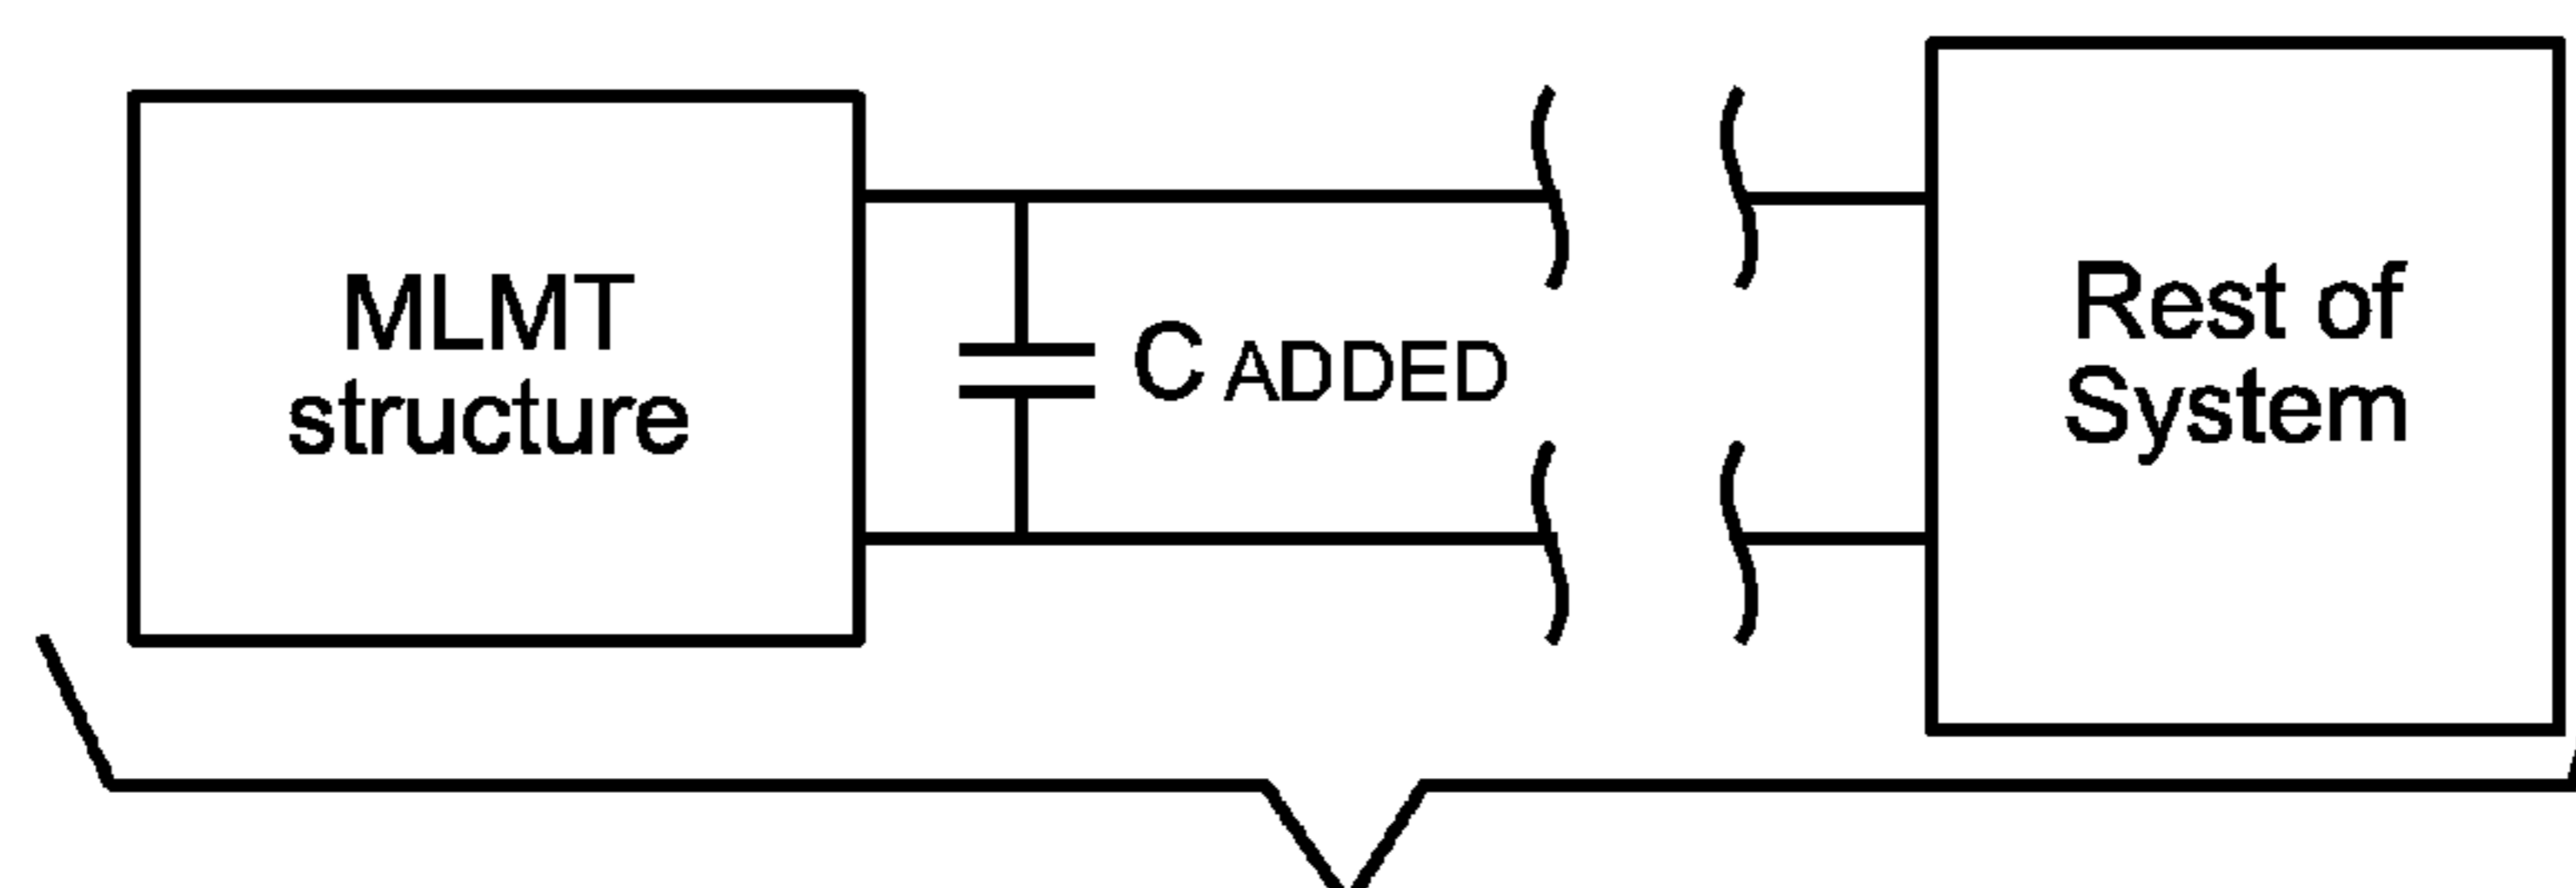 MLMT
structure
C ADDED
Rest of
System